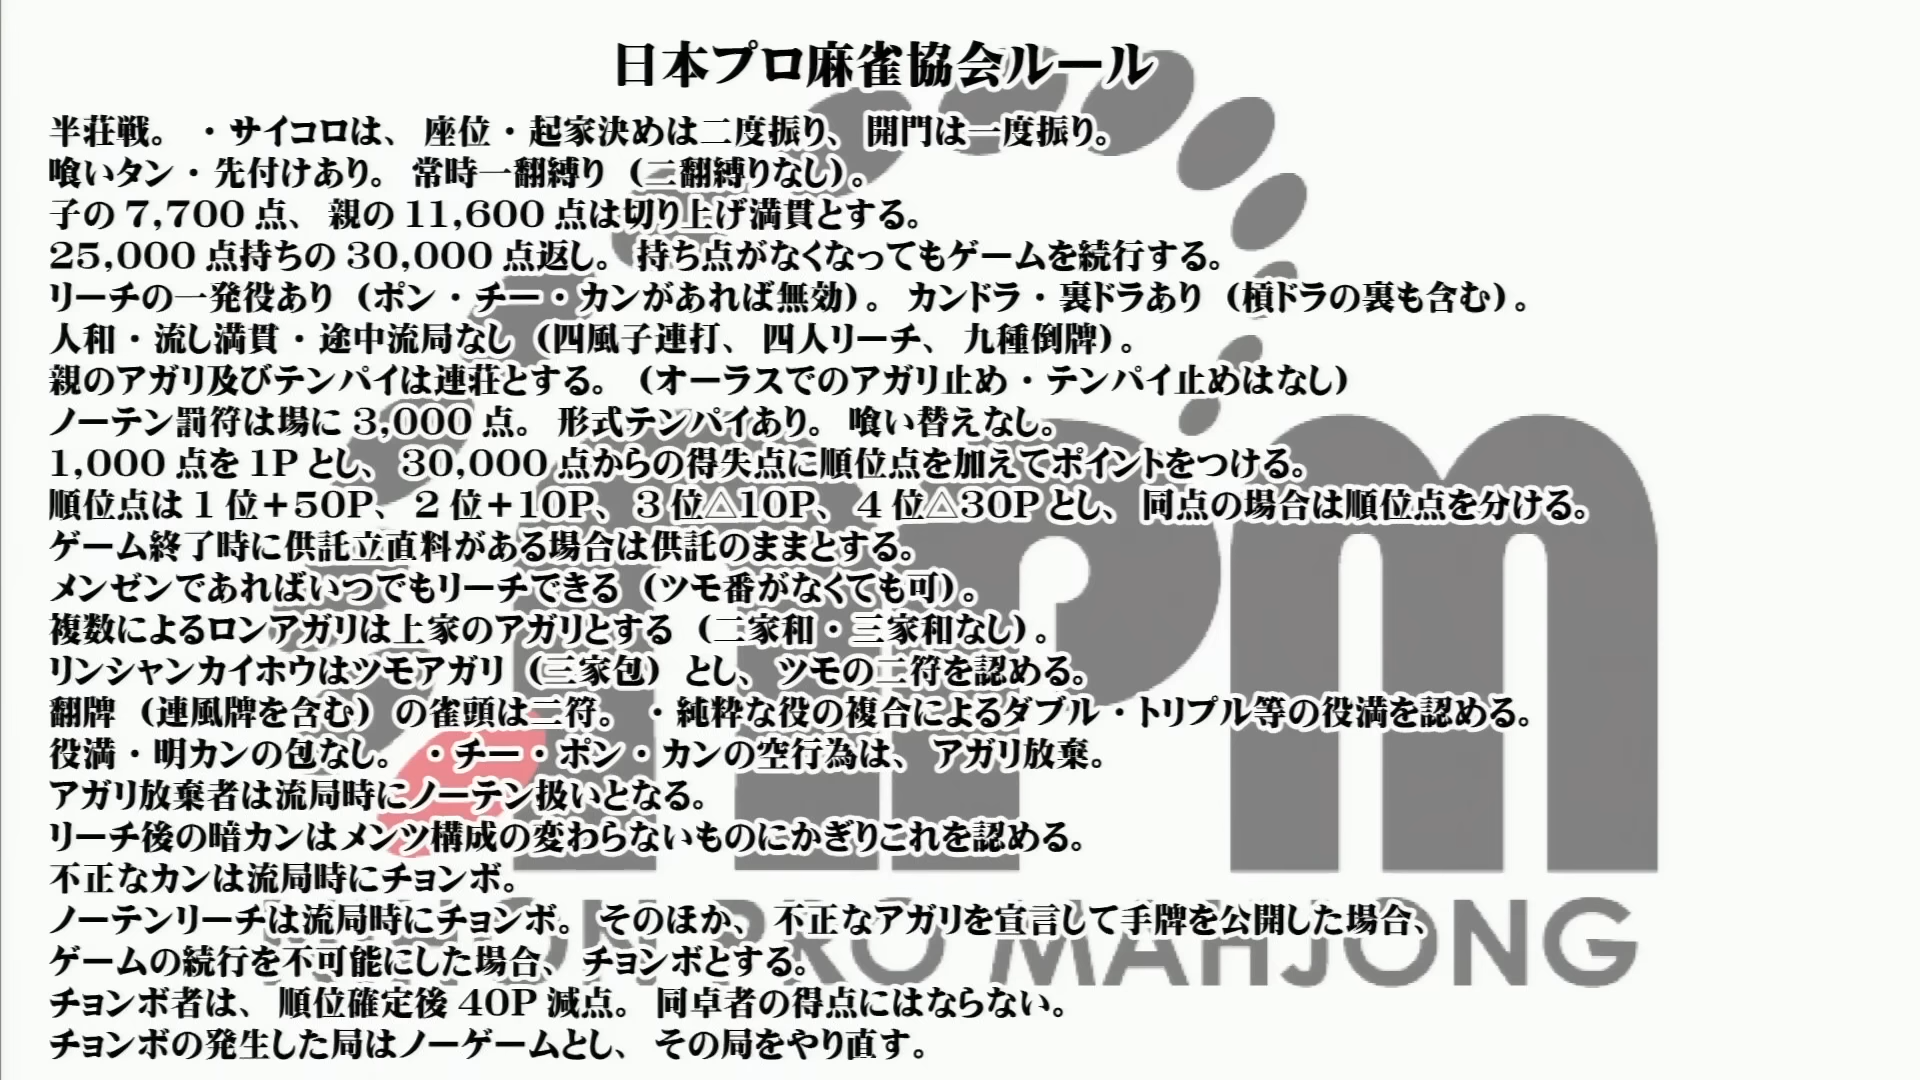 日本プロ麻雀協会ルール
半荘戦。 ・サイコロは、座位・起家決めは二度振り、開門は一度振り。
喰いタン・先付けあり。常時一翻縛り（二翻縛りなし）。
子の7,700点、親の11,600点は切り上げ満貫とする。
25,000点持ちの30,000点返し。持ち点がなくなってもゲームを続行する。
リーチの一発役あり（ポン・チー・カンがあれば無効）。カンドラ・裏ドラあり（槓ドラの裏も含む）。
人和・流し満貫・途中流局なし（四風子連打、四人リーチ、九種倒牌）。
親のアガリ及びテンパイは連荘とする。（オーラスでのアガリ止め・テンパイ止めはなし）
ノーテン罰符は場に3,000点。形式テンパイあり。喰い替えなし。
1,000点を1Pとし、30,000点からの得失点に順位点を加えてポイントをつける。
順位点は1位＋50P、2位＋10P、3位△10P、4位△30Pとし、同点の場合は順位点を分ける。
ゲーム終了時に供託立直料がある場合は供託のままとする。
メンゼンであればいつでもリーチできる（ツモ番がなくても可）。
複数によるロンアガリは上家のアガリとする（二家和・三家和なし）。
リンシャンカイホウはツモアガリ（三家包）とし、ツモの二符を認める。
翻牌（連風牌を含む）の雀頭は二符。 ・純粋な役の複合によるダブル・トリプル等の役満を認める。
役満・明カンの包なし。 ・チー・ポン・カンの空行為は、アガリ放棄。
アガリ放棄者は流局時にノーテン扱いとなる。
リーチ後の暗カンはメンツ構成の変わらないものにかぎりこれを認める。
不正なカンは流局時にチョンボ。
ノーテンリーチは流局時にチョンボ。そのほか、不正なアガリを宣言して手牌を公開した場合、
ゲームの続行を不可能にした場合、チョンボとする。
チョンボ者は、順位確定後40P減点。同卓者の得点にはならない。
チョンボの発生した局はノーゲームとし、その局をやり直す。
NPM
NIHON PRO MAHJONG